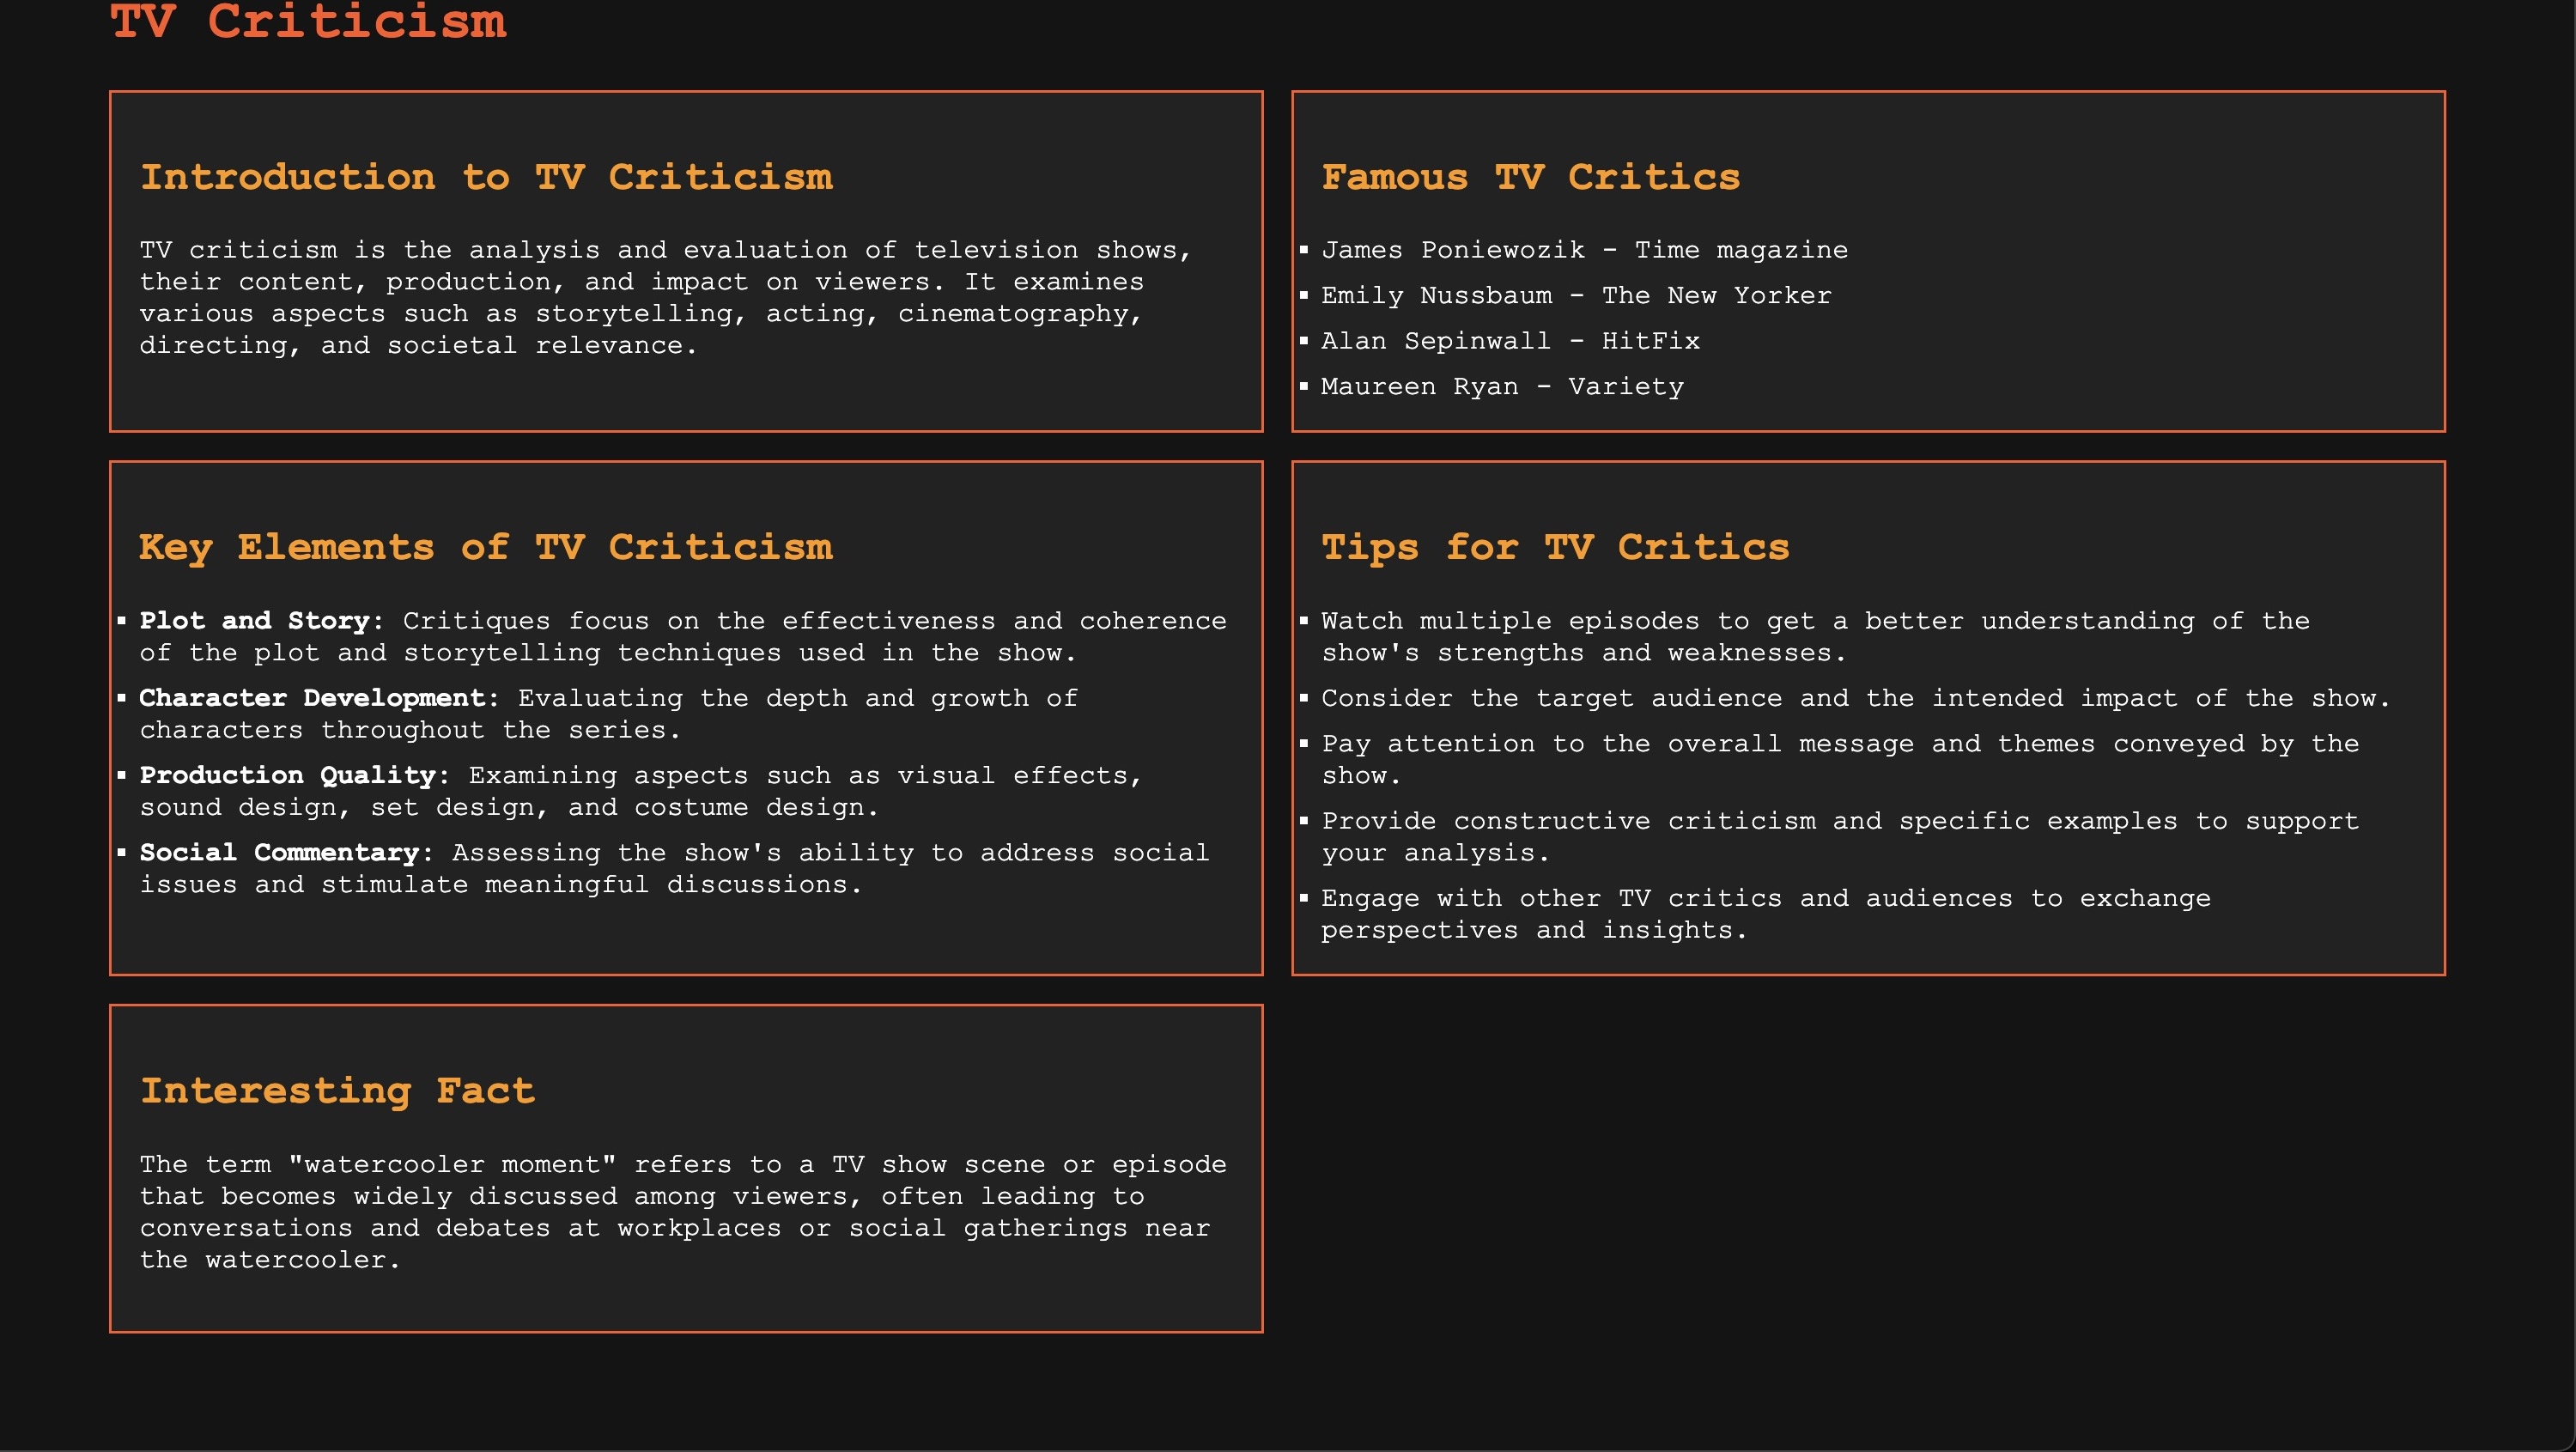 TV Criticism
Introduction to TV Criticism
TV criticism is the analysis and evaluation of television shows,
their content, production, and impact on viewers. It examines
various aspects such as storytelling, acting, cinematography,
directing, and societal relevance.
Famous TV Critics
▪ James Poniewozik – Time magazine
▪ Emily Nussbaum – The New Yorker
▪ Alan Sepinwall – HitFix
▪ Maureen Ryan – Variety
Key Elements of TV Criticism
▪ Plot and Story: Critiques focus on the effectiveness and coherence
of the plot and storytelling techniques used in the show.
▪ Character Development: Evaluating the depth and growth of
characters throughout the series.
▪ Production Quality: Examining aspects such as visual effects,
sound design, set design, and costume design.
▪ Social Commentary: Assessing the show's ability to address social
issues and stimulate meaningful discussions.
Tips for TV Critics
▪ Watch multiple episodes to get a better understanding of the
show's strengths and weaknesses.
▪ Consider the target audience and the intended impact of the show.
▪ Pay attention to the overall message and themes conveyed by the
show.
▪ Provide constructive criticism and specific examples to support
your analysis.
▪ Engage with other TV critics and audiences to exchange
perspectives and insights.
Interesting Fact
The term "watercooler moment" refers to a TV show scene or episode
that becomes widely discussed among viewers, often leading to
conversations and debates at workplaces or social gatherings near
the watercooler.